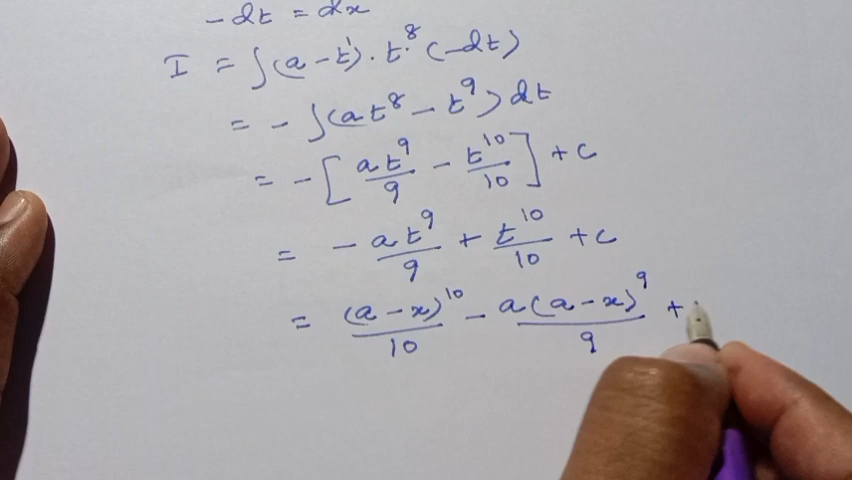 - dt = dx
I = ∫(a - t¹) . t⁸ (-dt)
= - ∫(at⁸ - t⁹) dt
= - [at⁹/9 - t¹⁰/10] + c
= - at⁹/9 + t¹⁰/10 + c
= (a - x)¹⁰/10 - a(a - x)⁹/9 +